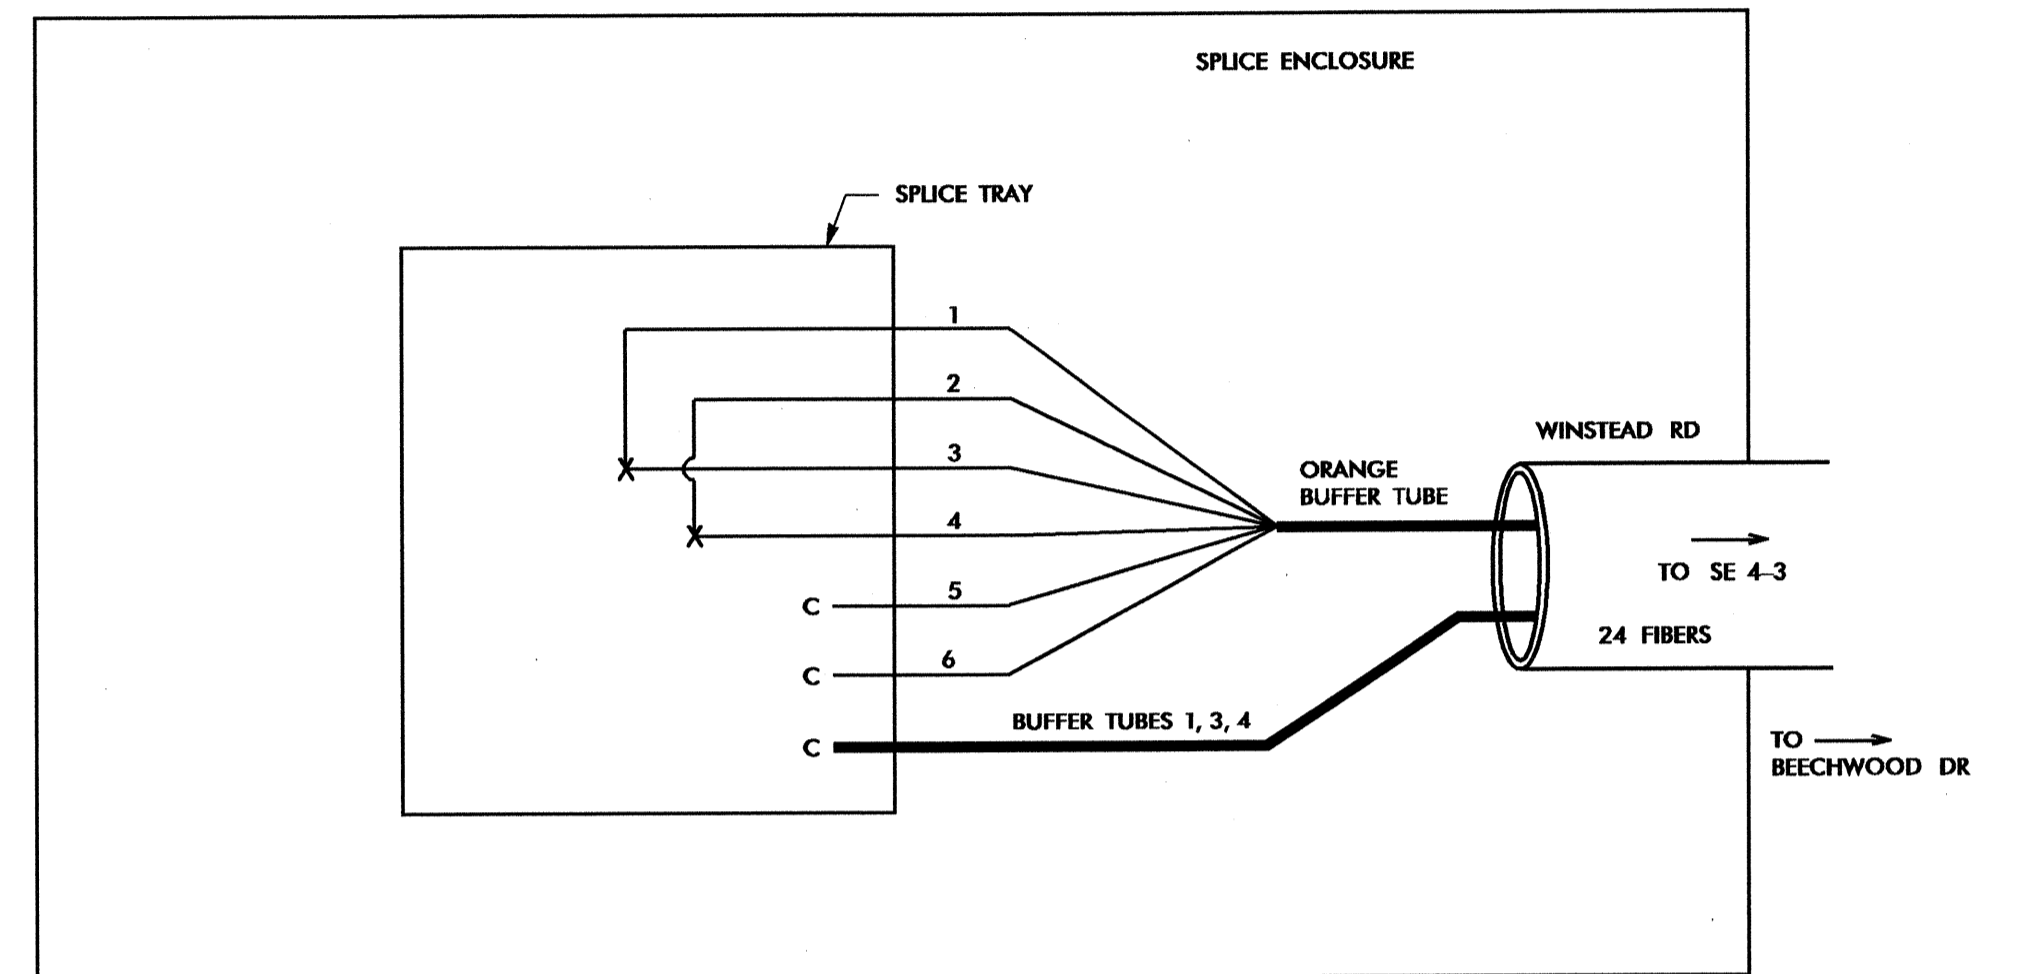 SPLICE ENCLOSURE
SPLICE TRAY
1
2
3
X
4
X
5
C
6
C
BUFFER TUBES 1, 3, 4
C
ORANGE
BUFFER TUBE
WINSTEAD RD
TO SE 4-3
24 FIBERS
TO
BEECHWOOD DR